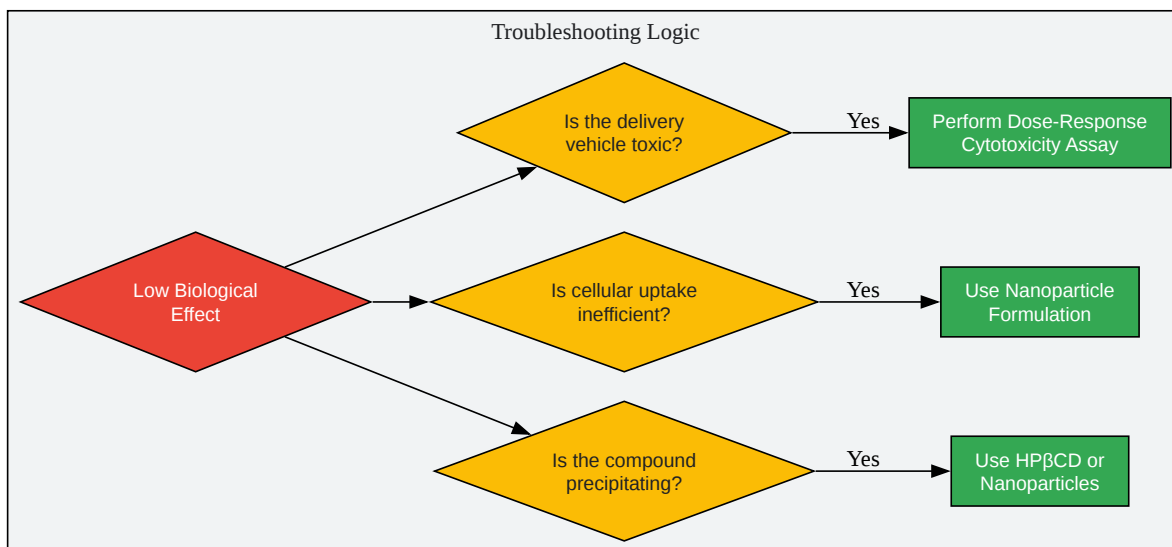 Troubleshooting Logic
Is the delivery
vehicle toxic?
Yes
Perform Dose-Response
Cytotoxicity Assay
Low Biological
Effect
Is cellular uptake
inefficient?
Yes
Use Nanoparticle
Formulation
Is the compound
precipitating?
Yes
Use HPβCD or
Nanoparticles